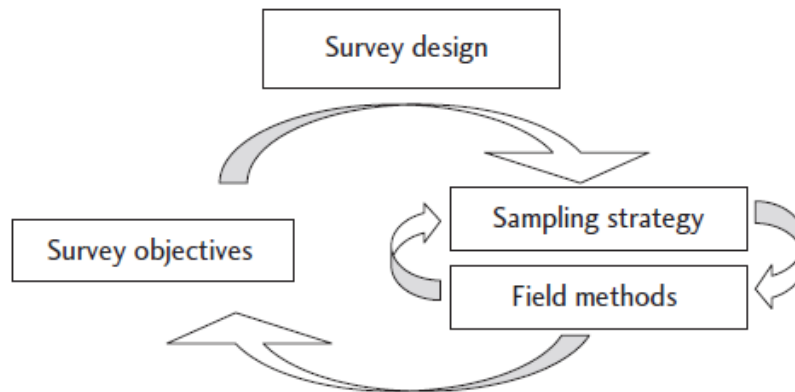 Survey design
Sampling strategy
Survey objectives
Field methods